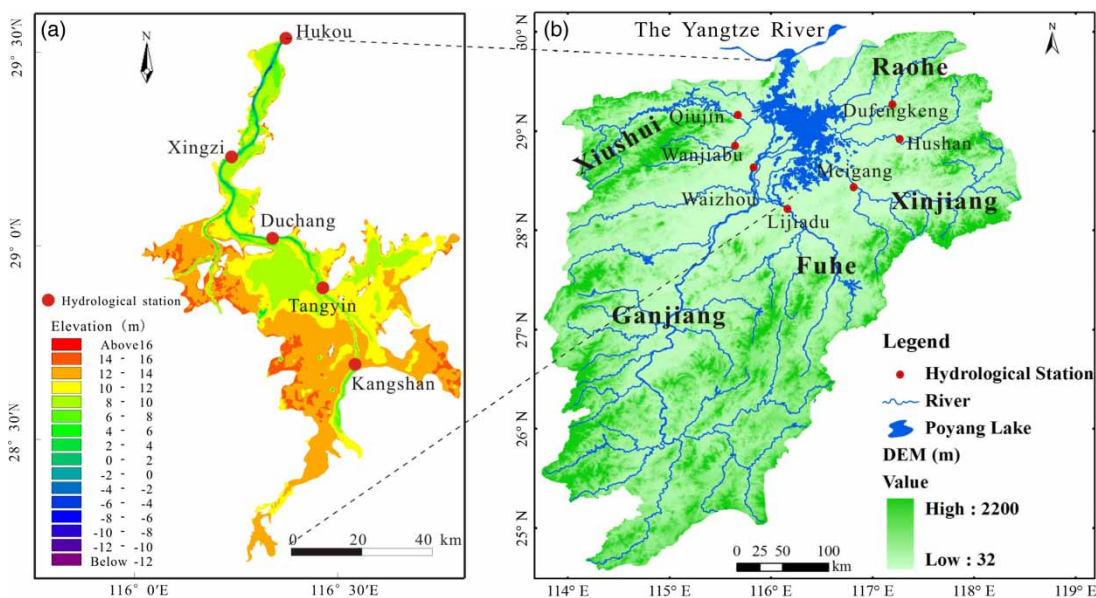 (a)
N
Hukou
Xingzi
Duchang
Tangyin
Kangshan
Hydrological station
Elevation (m)
Above16
14 - 16
12 - 14
10 - 12
8 - 10
6 - 8
4 - 6
2 - 4
0 - 2
-2 - 0
-4 - -2
-6 - -4
-8 - -6
-10 - -8
-12 - -10
Below -12
0 20 40 km
29° 30′N
29° 0′N
28° 30′N
116° 0′
116° 30′
(b)
The Yangtze River
N
Raohe
Dufengkeng
Qiujin
Xiushui
Hushan
Wanjiabu
Meigang
Waizhou
Xinjiang
Lijiadu
Fuhe
Ganjiang
Legend
Hydrological Station
River
Poyang Lake
DEM (m)
Value
High : 2200
Low : 32
0 25 50 100
km
30° N
29° N
28° N
27° N
26° N
25° N
114° E 115° E 116° E 117° E 118° E 119° E